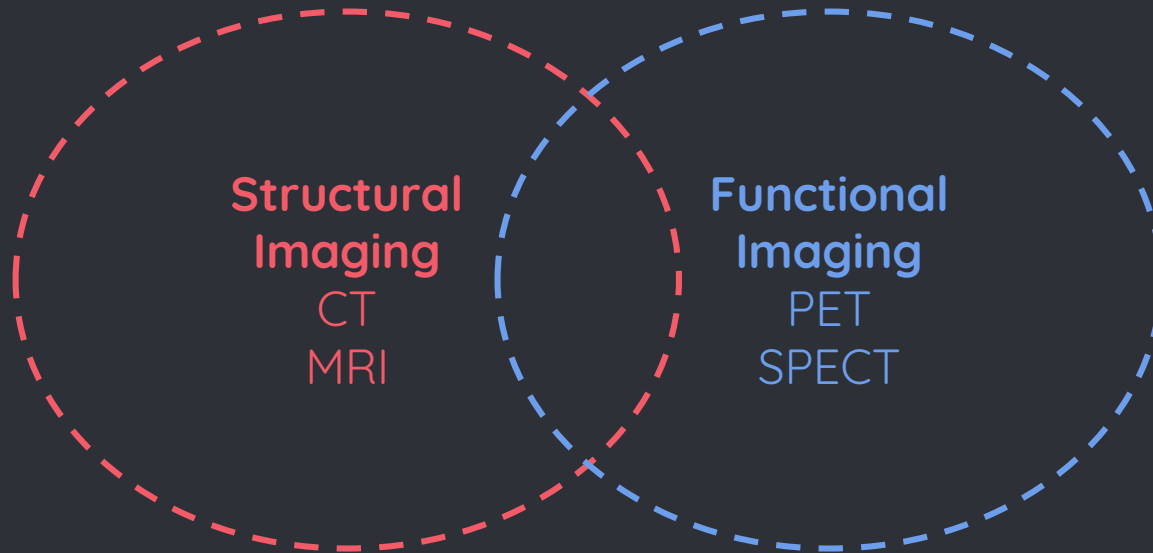 Structural
Imaging
CT
MRI
Functional
Imaging
PET
SPECT